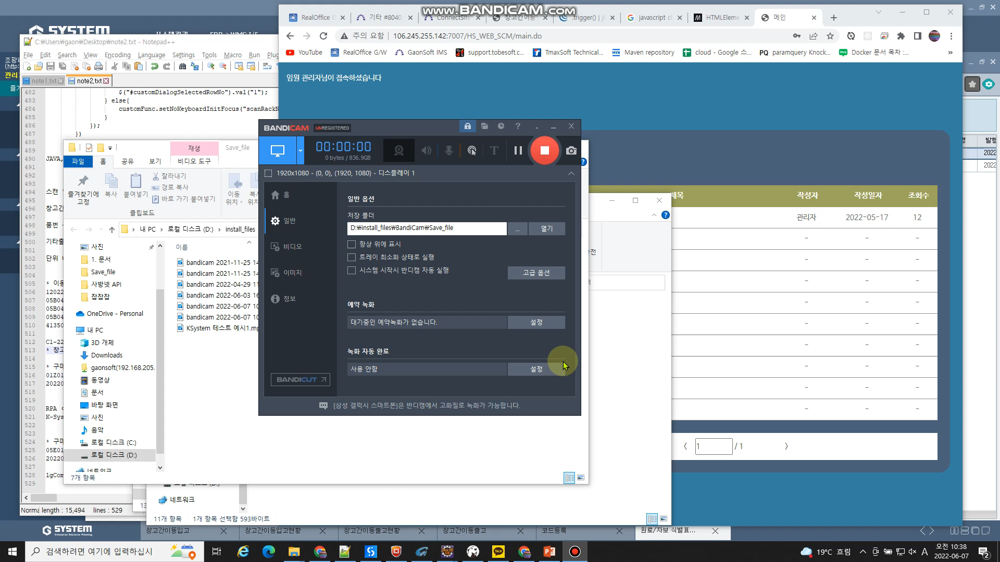 www.BANDICAM.com
SYSTEM
RealOffice G
기타 #8040
ConnectSite
창고간이동
.trigger() | j
javascript cl
HTMLEleme
메인
주의 요함
106.245.255.142:7007/HS_WEB_SCM/main.do
YouTube
RealOffice G/W
GaonSoft IMS
support.tobesoft.c...
TmaxSoft Technical...
Maven repository
cloud - Google 스...
paramquery Knock...
Docker 문서 목차 :...
»
임원 관리자님이 접속하셨습니다
C:\Users\gaon\Desktop\note2.txt - Notepad++
File Edit Search View Encoding Language Settings Tools Macro Run Plug
조광피
(http:
관리
즐겨
note1.txt
note2.txt
482 $("#customDialogSelectedRowNo").val("1");
483 } else{
484 customFunc.setNoKeyboardInitFocus("scanRackN
485 }
486 });
487 })
488
489
490 JAVA,
491
492
493
494 스캔
495
496 창고간
497
498 품번
499
500 기타출
501
502 단위
503
504
505 * 이동
506 12022
507 05B04
508 05B04
509 05B04
510 41350
511
512 C1-22
513 * 창고
514
515 * 구매
516 01Z01
517 20220
518
519
520 RPA
521 K-Sys
522
523
524 * 구매
525 05E01
526 20220
527
528 lgCom
529
Norma length : 15,494 lines : 529
재생
Save_file
파일
홈
공유
보기
비디오 도구
즐겨찾기에 고정
복사
붙여넣기
잘라내기
경로 복사
바로 가기 붙여넣기
이동 위치
클립보드
내 PC > 로컬 디스크 (D:) > install_files
이름
사진
1. 문서
Save_file
사방넷 API
잡잡잡
OneDrive - Personal
내 PC
3D 개체
Downloads
gaonsoft(192.168.205.
동영상
문서
바탕 화면
사진
음악
로컬 디스크 (C:)
로컬 디스크 (D:)
네트워크
bandicam 2021-11-25 14
bandicam 2021-11-25 14
bandicam 2022-04-29 11
bandicam 2022-06-03 16
bandicam 2022-06-07 10
bandicam 2022-06-07 10
KSystem 테스트 예시1.mp
7개 항목
네트워크
11개 항목
1개 항목 선택함 593바이트
BANDICAM UNREGISTERED
00:00:00
0 bytes / 836.9GB
1920x1080 - (0, 0), (1920, 1080) - 디스플레이 1
홈
일반
비디오
이미지
정보
BANDICUT
일반 옵션
저장 폴더
D:\install_files\BandiCam\Save_file
...
열기
항상 위에 표시
트레이 최소화 상태로 실행
시스템 시작시 반디캠 자동 실행
고급 옵션
예약 녹화
대기중인 예약녹화가 없습니다.
설정
녹화 자동 완료
사용 안함
설정
[삼성 갤럭시 스마트폰]은 반디캠에서 고화질로 녹화가 가능합니다.
제목 작성자 작성일자 조회수
관리자 2022-05-17 12
- - -
- - -
- - -
- - -
- - -
- - -
- - -
- - -
- - -
1 / 1
발행
2022
2022
SYSTEM
Enterprise Resource Planning.
창고간이동입고
창고간이동입고현황
창고간이동출고현황
창고간이동출고
코드등록
원료/자보 식별표...
검색하려면 여기에 입력하십시
TALK
19°C 흐림
A
오전 10:38
2022-06-07
2